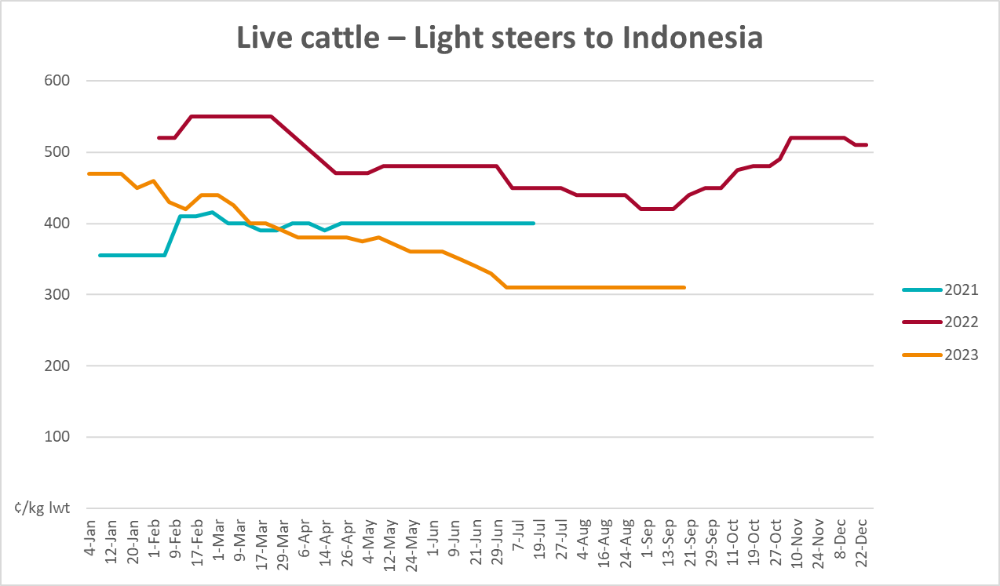 Live cattle – Light steers to Indonesia
600
500
400
300
200
100
¢/kg lwt
4-Jan
12-Jan
20-Jan
1-Feb
9-Feb
17-Feb
1-Mar
9-Mar
17-Mar
29-Mar
6-Apr
14-Apr
26-Apr
4-May
12-May
24-May
1-Jun
9-Jun
21-Jun
29-Jun
7-Jul
19-Jul
27-Jul
4-Aug
16-Aug
24-Aug
1-Sep
13-Sep
21-Sep
29-Sep
11-Oct
19-Oct
27-Oct
10-Nov
24-Nov
8-Dec
22-Dec
2021
2022
2023